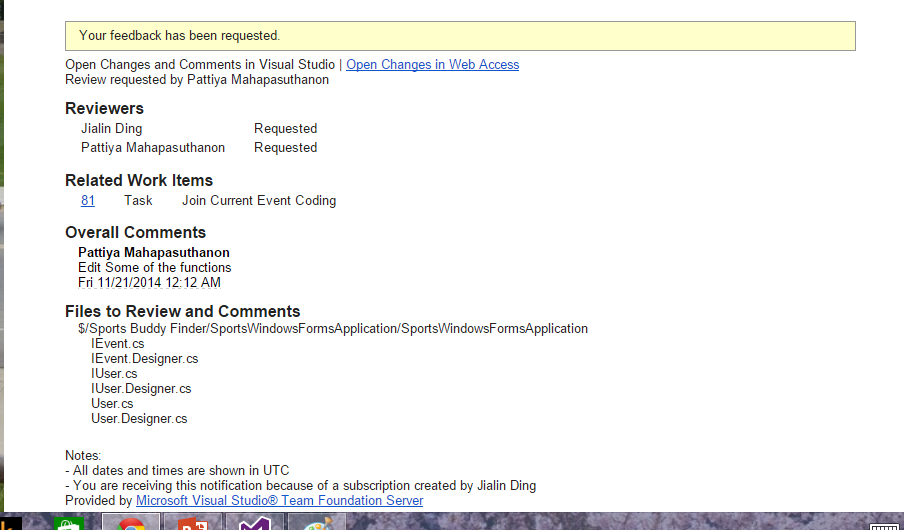 Your feedback has been requested.
Open Changes and Comments in Visual Studio | Open Changes in Web Access
Review requested by Pattiya Mahapasuthanon
Reviewers
Jialin Ding Requested
Pattiya Mahapasuthanon Requested
Related Work Items
81 Task Join Current Event Coding
Overall Comments
Pattiya Mahapasuthanon
Edit Some of the functions
Fri 11/21/2014 12:12 AM
Files to Review and Comments
$/Sports Buddy Finder/SportsWindowsFormsApplication/SportsWindowsFormsApplication
IEvent.cs
IEvent.Designer.cs
IUser.cs
IUser.Designer.cs
User.cs
User.Designer.cs
Notes:
- All dates and times are shown in UTC
- You are receiving this notification because of a subscription created by Jialin Ding
Provided by Microsoft Visual Studio® Team Foundation Server